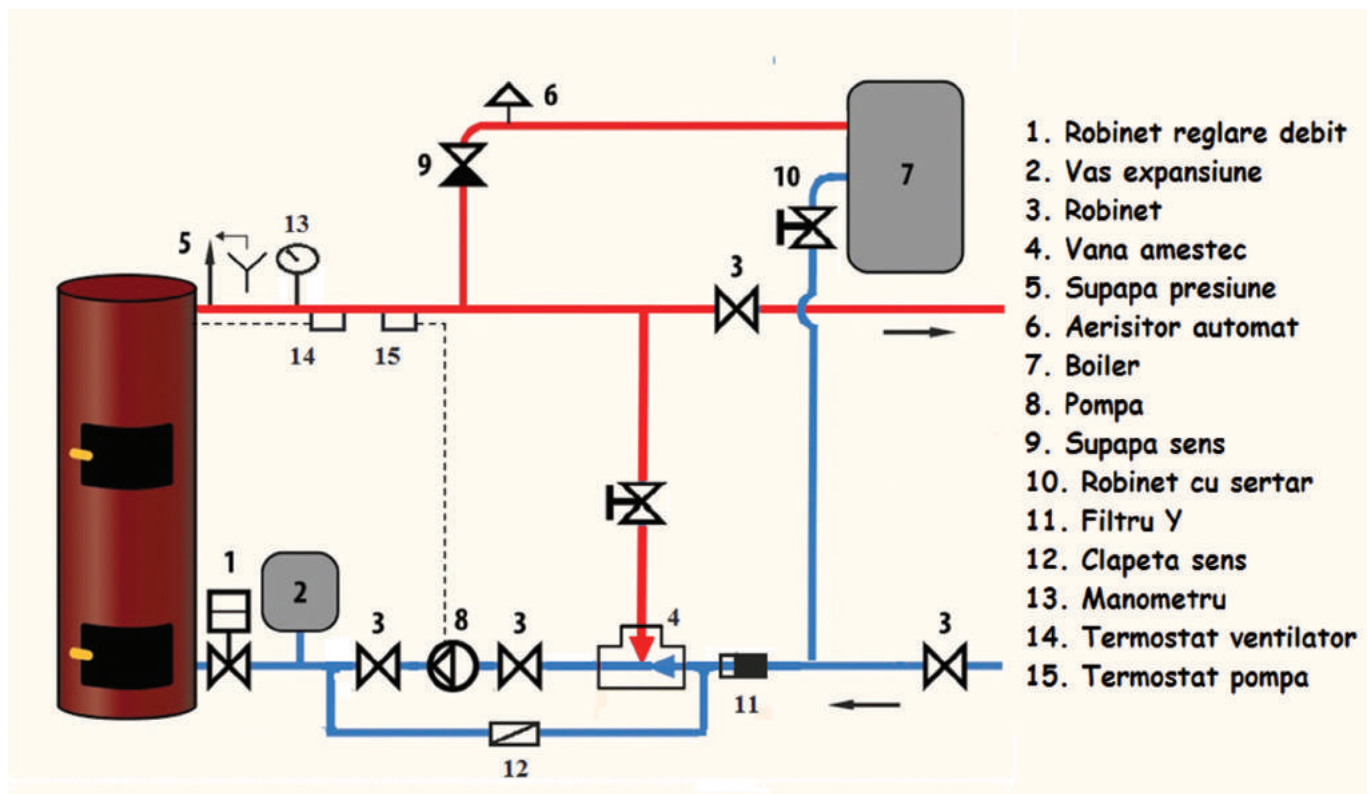 6
9
10
7
5
13
3
14
15
1
2
3
8
3
4
3
11
12
1. Robinet reglare debit
2. Vas expansiune
3. Robinet
4. Vana amestec
5. Supapa presiune
6. Aerisitor automat
7. Boiler
8. Pompa
9. Supapa sens
10. Robinet cu sertar
11. Filtru Y
12. Clapeta sens
13. Manometru
14. Termostat ventilator
15. Termostat pompa